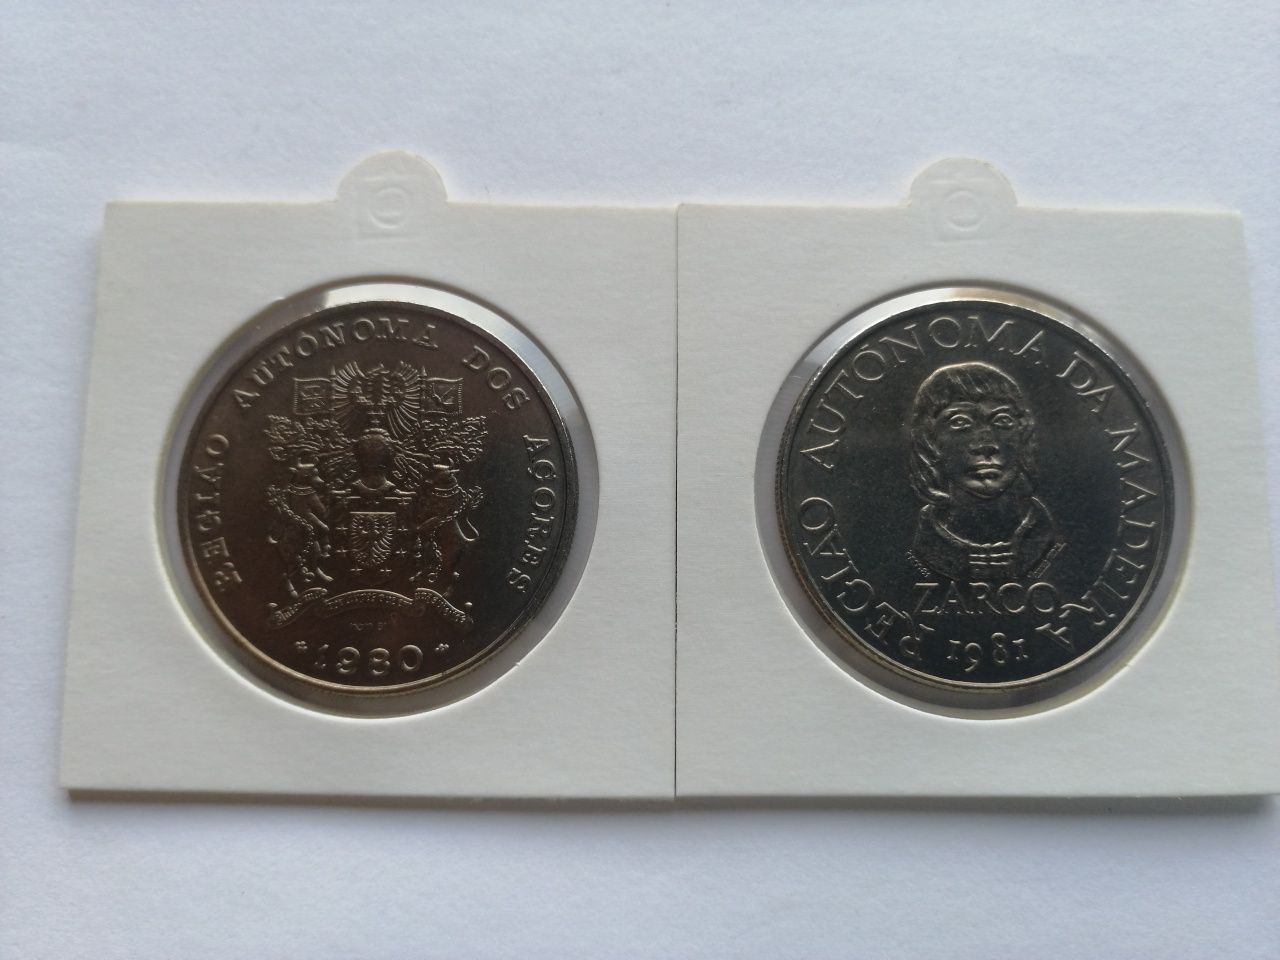 REGIÃO AUTÓNOMA DOS AÇORES
1980
REGIÃO AUTÓNOMA DA MADEIRA
ZARCO
1981